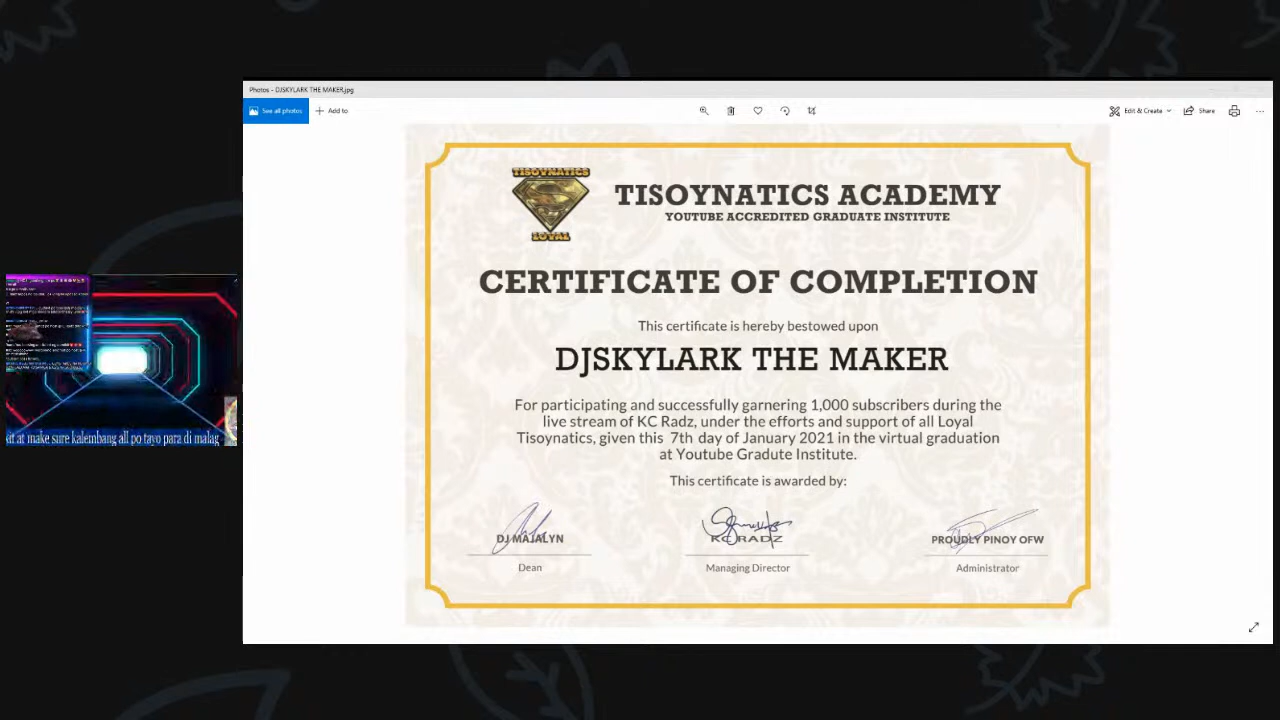 Photos - DJSKYLARK THE MAKER.jpg
See all photos
Add to
Edit & Create
Share
TISOYNATICS
LOYAL
TISOYNATICS ACADEMY
YOUTUBE ACCREDITED GRADUATE INSTITUTE
CERTIFICATE OF COMPLETION
This certificate is hereby bestowed upon
DJSKYLARK THE MAKER
For participating and successfully garnering 1,000 subscribers during the
live stream of KC Radz, under the efforts and support of all Loyal
Tisoynatics, given this 7th day of January 2021 in the virtual graduation
at Youtube Gradute Institute.
This certificate is awarded by:
DJ MAJALYN
Dean
KC RADZ
Managing Director
PROUDLY PINOY OFW
Administrator
at make sure kalembang all po tayo para di malag